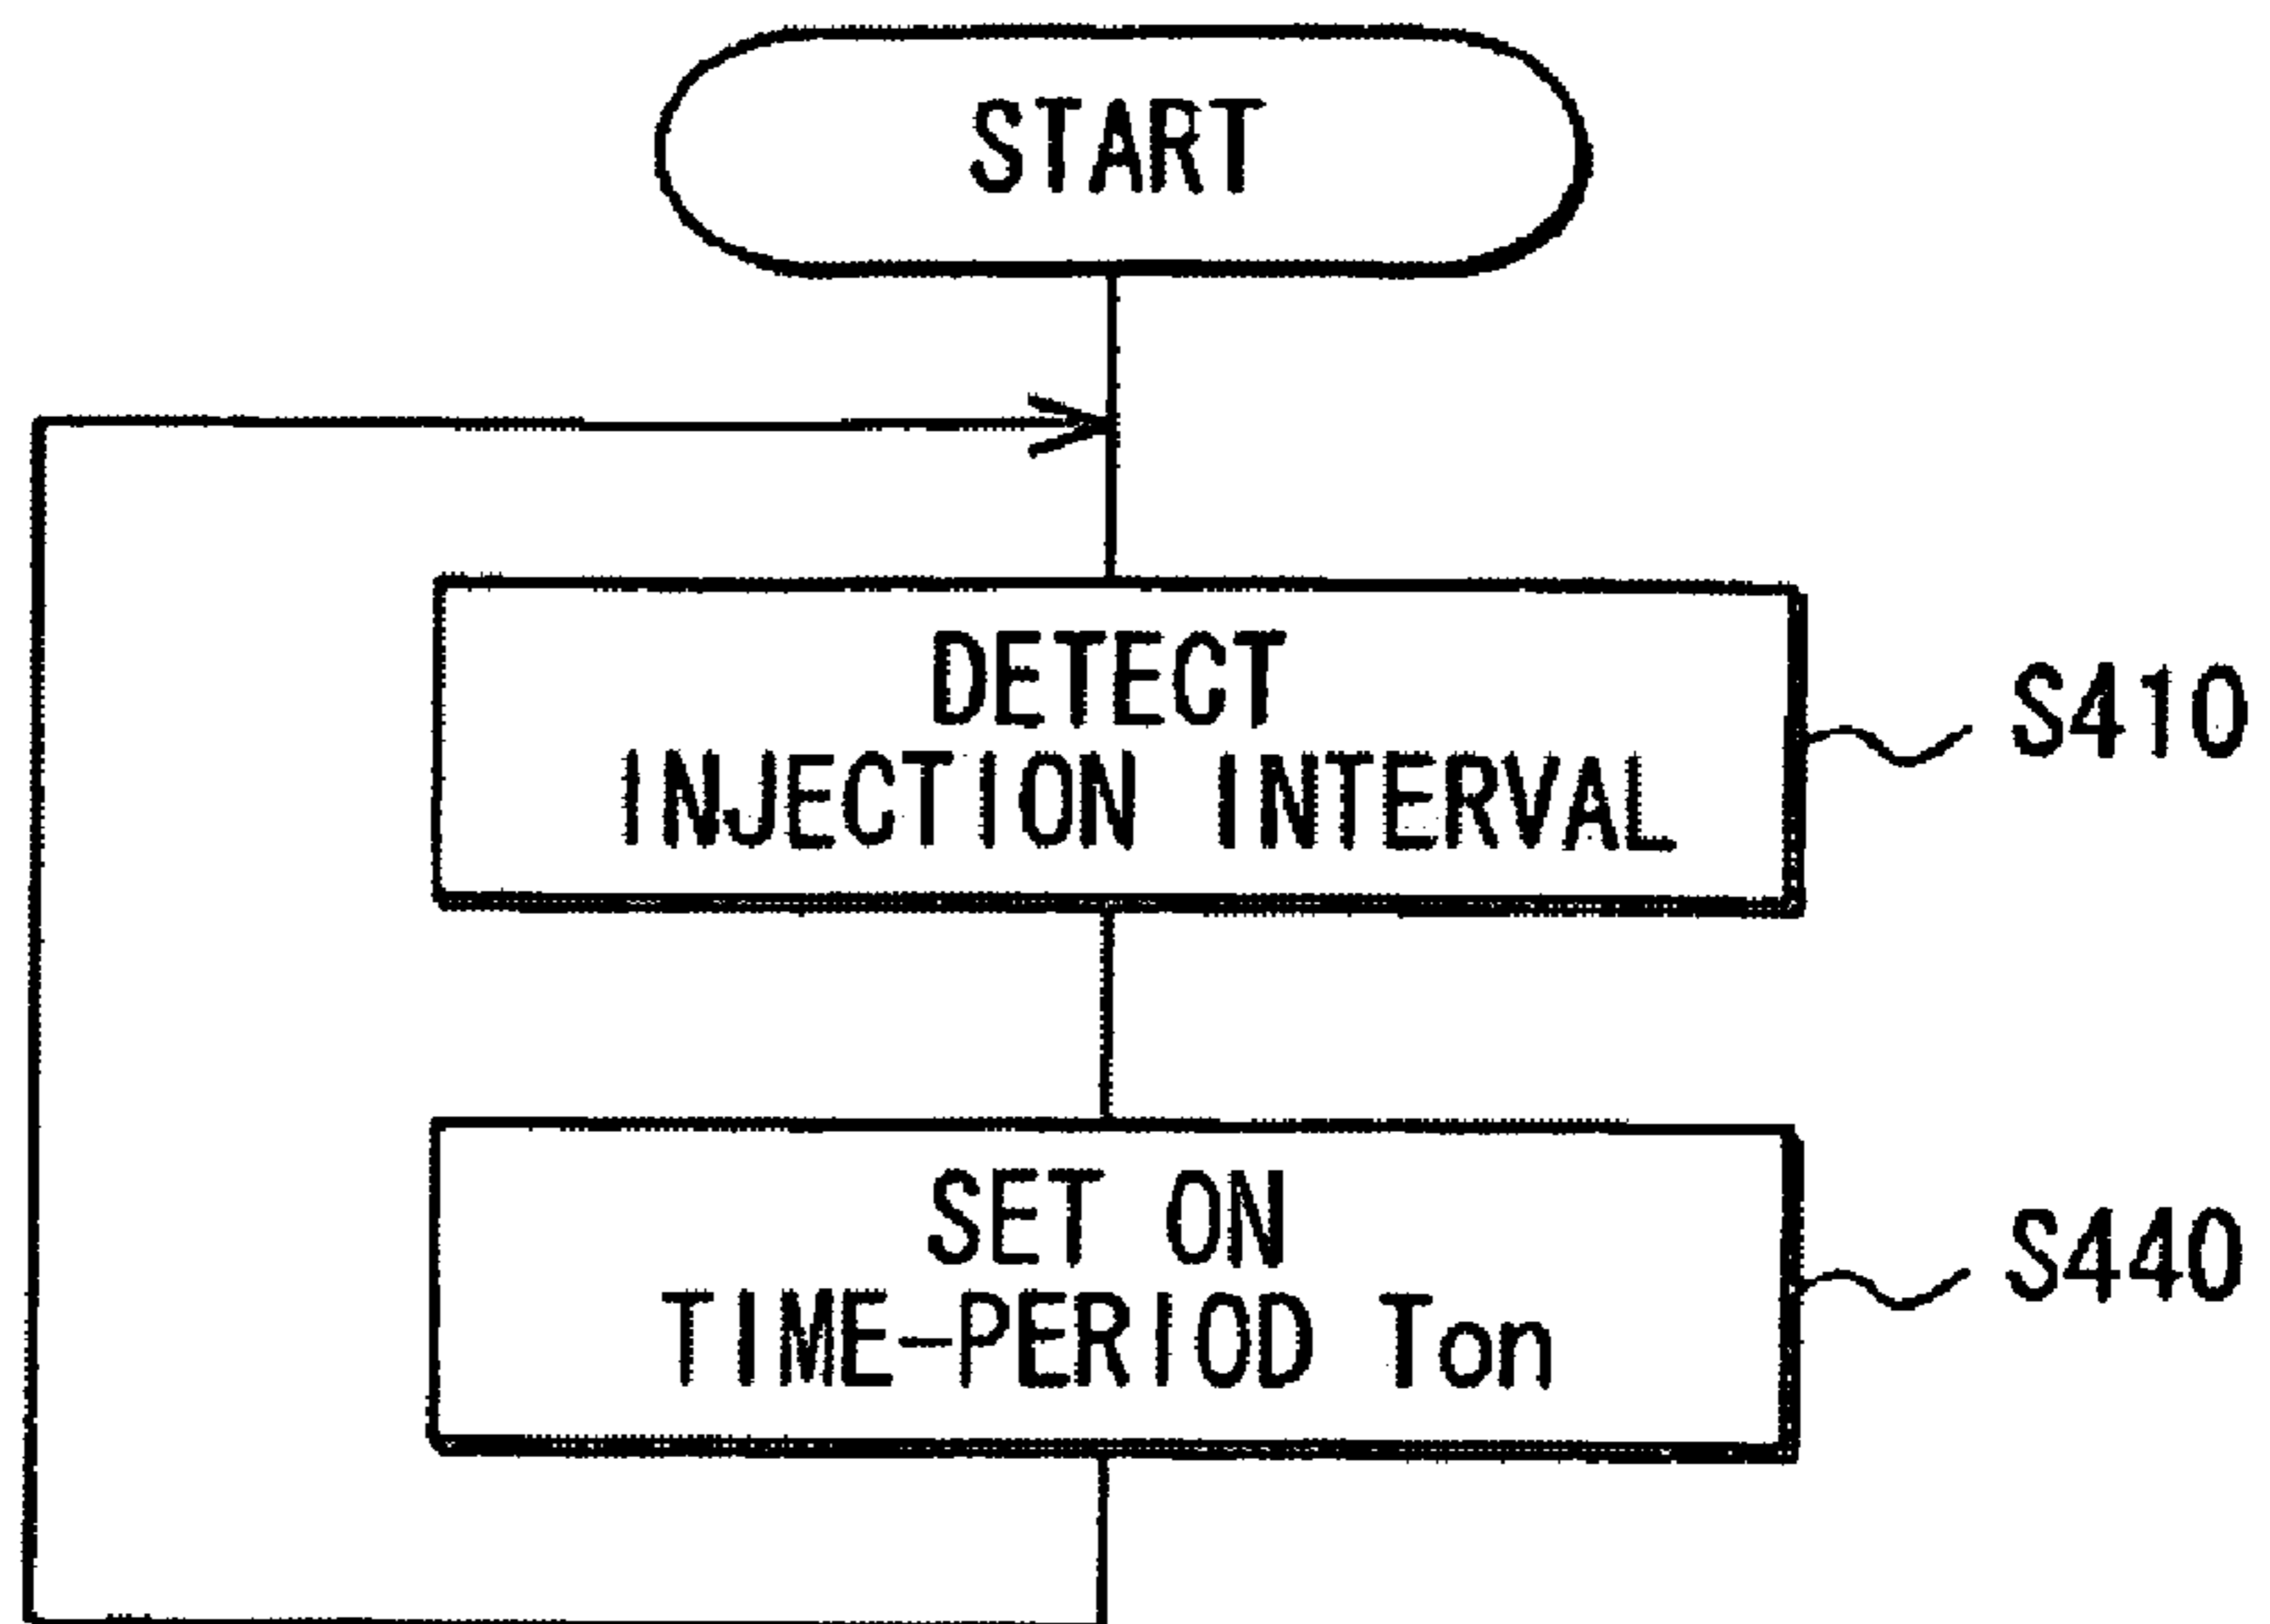 START
DETECT
INJECTION INTERVAL
S410
SET ON
TIME-PERIOD Ton
S440